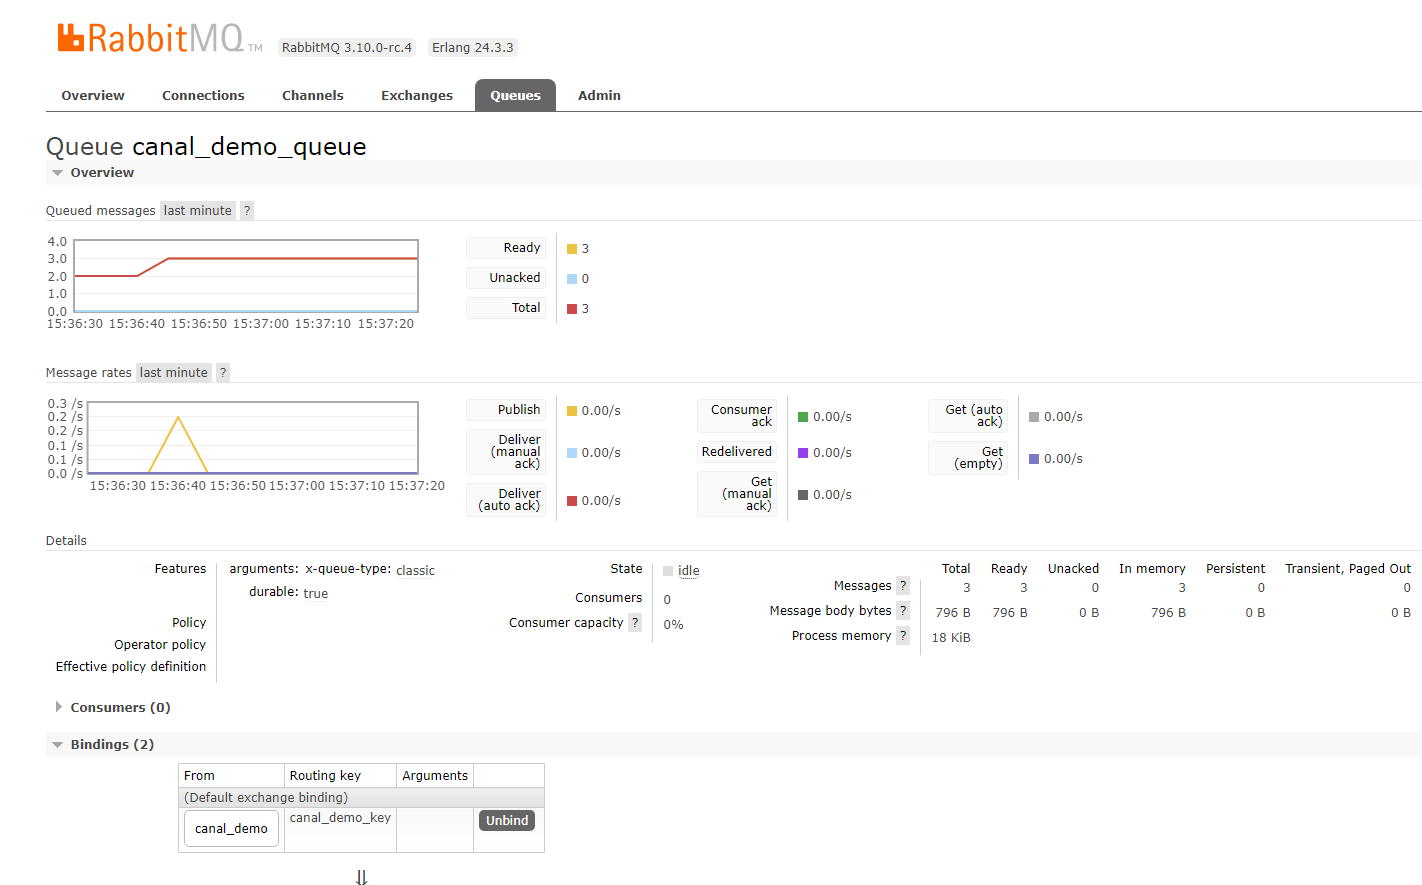 RabbitMQ TM RabbitMQ 3.10.0-rc.4 Erlang 24.3.3
Overview Connections Channels Exchanges Queues Admin
Queue canal_demo_queue
Overview
Queued messages last minute ?
4.0
3.0
2.0
1.0
0.0
15:36:30 15:36:40 15:36:50 15:37:00 15:37:10 15:37:20
Ready 3
Unacked 0
Total 3
Message rates last minute ?
0.3 /s
0.2 /s
0.2 /s
0.1 /s
0.1 /s
0.0 /s
15:36:30 15:36:40 15:36:50 15:37:00 15:37:10 15:37:20
Publish 0.00/s
Deliver
(manual 0.00/s
ack)
Deliver
(auto ack) 0.00/s
Consumer
ack 0.00/s
Redelivered 0.00/s
Get
(manual 0.00/s
ack)
Get (auto
ack) 0.00/s
Get
(empty) 0.00/s
Details
Features arguments: x-queue-type: classic
durable: true
Policy
Operator policy
Effective policy definition
State idle
Consumers 0
Consumer capacity ? 0%
Total Ready Unacked In memory Persistent Transient, Paged Out
Messages ? 3 3 0 3 0 0
Message body bytes ? 796 B 796 B 0 B 796 B 0 B 0 B
Process memory ? 18 KiB
Consumers (0)
Bindings (2)
From Routing key Arguments
(Default exchange binding)
canal_demo canal_demo_key Unbind
⇊